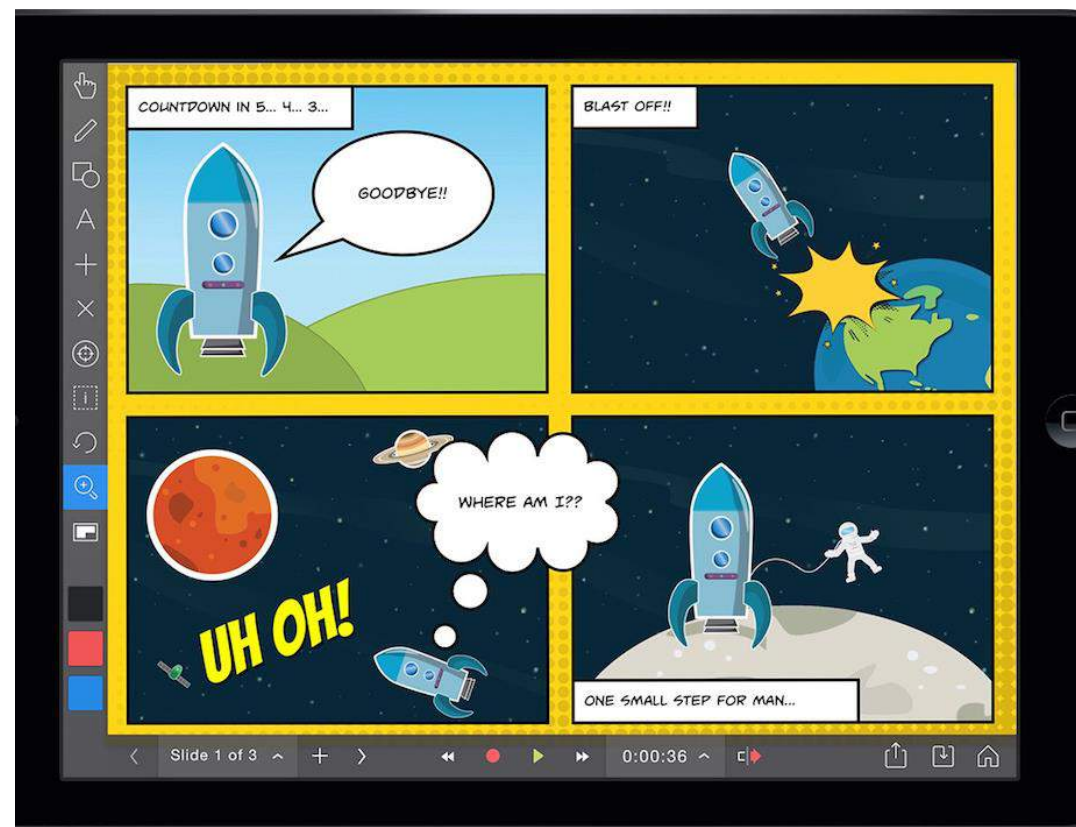 COUNTDOWN IN 5... 4... 3...
GOODBYE!!
BLAST OFF!!
WHERE AM I??
UH OH!
ONE SMALL STEP FOR MAN...
A
i
Slide 1 of 3
0:00:36